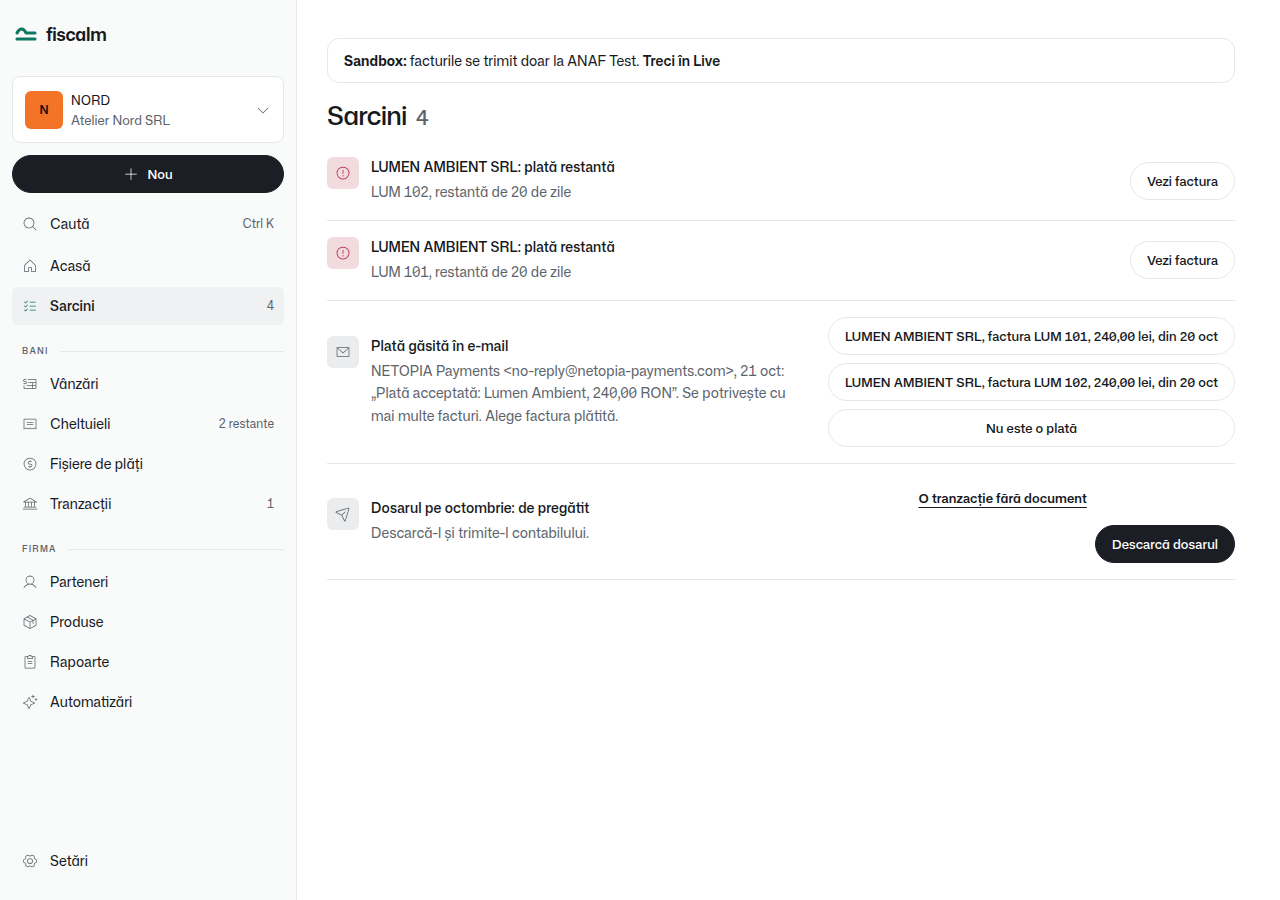 fiscalm
N
NORD
Atelier Nord SRL
Nou
Caută
Ctrl K
Acasă
Sarcini
4
BANI
Vânzări
Cheltuieli
2 restante
Fișiere de plăți
Tranzacții
1
FIRMA
Parteneri
Produse
Rapoarte
Automatizări
Setări
Sandbox: facturile se trimit doar la ANAF Test. Treci în Live
Sarcini 4
LUMEN AMBIENT SRL: plată restantă
LUM 102, restantă de 20 de zile
Vezi factura
LUMEN AMBIENT SRL: plată restantă
LUM 101, restantă de 20 de zile
Vezi factura
Plată găsită în e-mail
NETOPIA Payments <no-reply@netopia-payments.com>, 21 oct:
„Plată acceptată: Lumen Ambient, 240,00 RON”. Se potrivește cu
mai multe facturi. Alege factura plătită.
LUMEN AMBIENT SRL, factura LUM 101, 240,00 lei, din 20 oct
LUMEN AMBIENT SRL, factura LUM 102, 240,00 lei, din 20 oct
Nu este o plată
Dosarul pe octombrie: de pregătit
Descarcă-l și trimite-l contabilului.
O tranzacție fără document
Descarcă dosarul